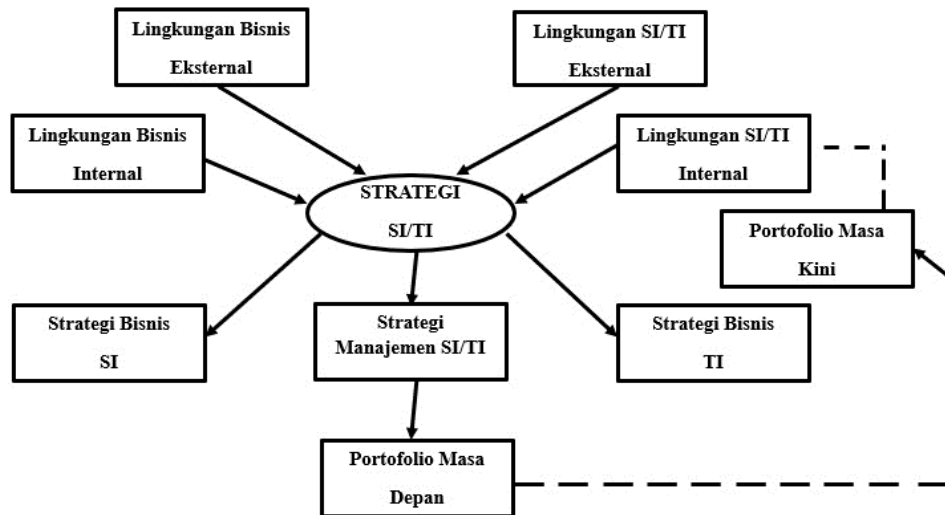 Lingkungan Bisnis
Eksternal
Lingkungan SI/TI
Eksternal
Lingkungan Bisnis
Internal
Lingkungan SI/TI
Internal
STRATEGI
SI/TI
Portofolio Masa
Kini
Strategi Bisnis
SI
Strategi
Manajemen SI/TI
Strategi Bisnis
TI
Portofolio Masa
Depan